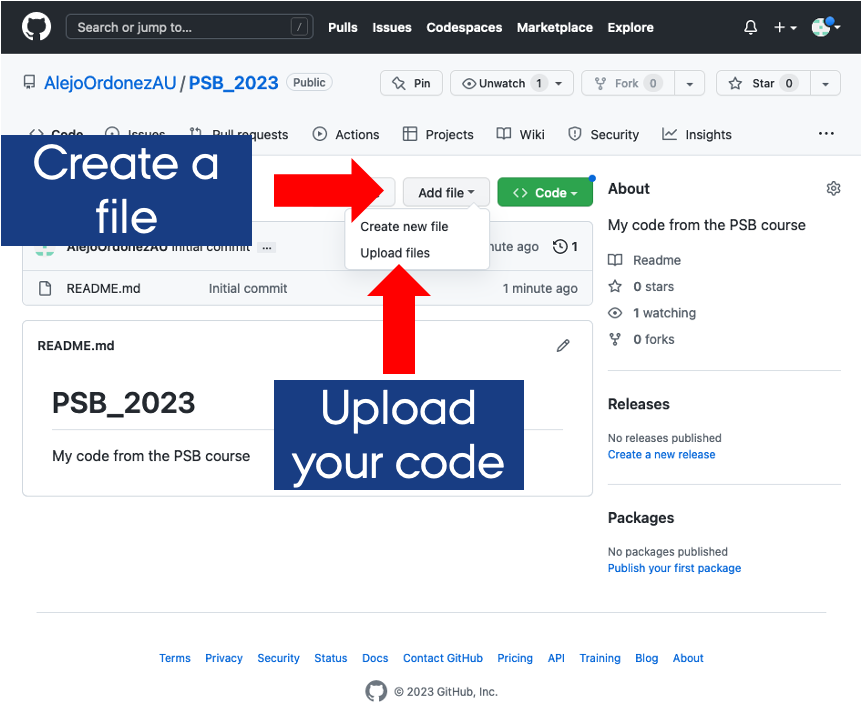 Search or jump to... /
Pulls Issues Codespaces Marketplace Explore
AlejoOrdonezAU / PSB_2023 Public
Pin Unwatch 1 Fork 0 Star 0
Code Issues Pull requests Actions Projects Wiki Security Insights ...
Create a
file
Add file
Code
Create new file
Upload files
AlejoOrdonezAU Initial commit ...
ute ago 1
README.md Initial commit 1 minute ago
README.md
PSB_2023
My code from the PSB course
Upload
your code
About
My code from the PSB course
Readme
0 stars
1 watching
0 forks
Releases
No releases published
Create a new release
Packages
No packages published
Publish your first package
Terms Privacy Security Status Docs Contact GitHub Pricing API Training Blog About
© 2023 GitHub, Inc.